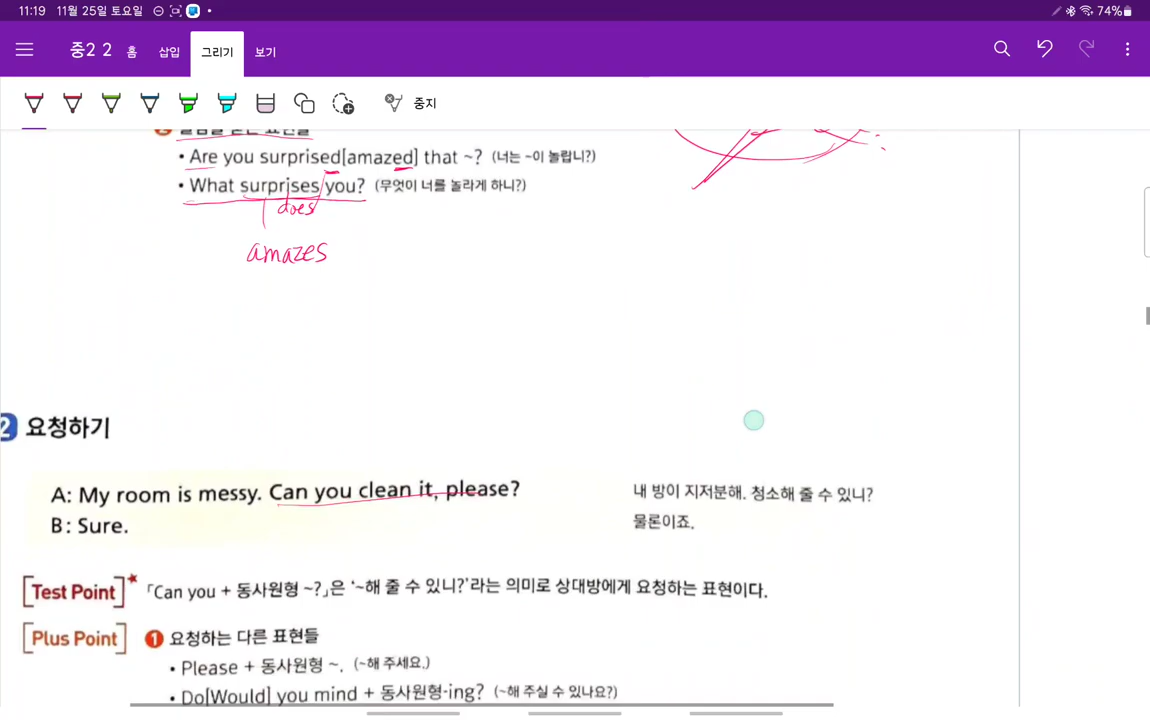 11:19 11월 25일 토요일 74%
중2 2 홈 삽입 그리기 보기
중지
Are you surprised[amazed] that ~? (너는 ~이 놀랍니?)
What surprises you? (무엇이 너를 놀라게 하니?)
does
amazes
2 요청하기
A: My room is messy. Can you clean it, please? 내 방이 지저분해. 청소해 줄 수 있니?
B: Sure. 물론이죠.
[Test Point]* 「Can you + 동사원형 ~?」은 '~해 줄 수 있니?'라는 의미로 상대방에게 요청하는 표현이다.
[Plus Point] 1 요청하는 다른 표현들
• Please + 동사원형 ~. (~해 주세요.)
• Do[Would] you mind + 동사원형-ing? (~해 주실 수 있나요?)